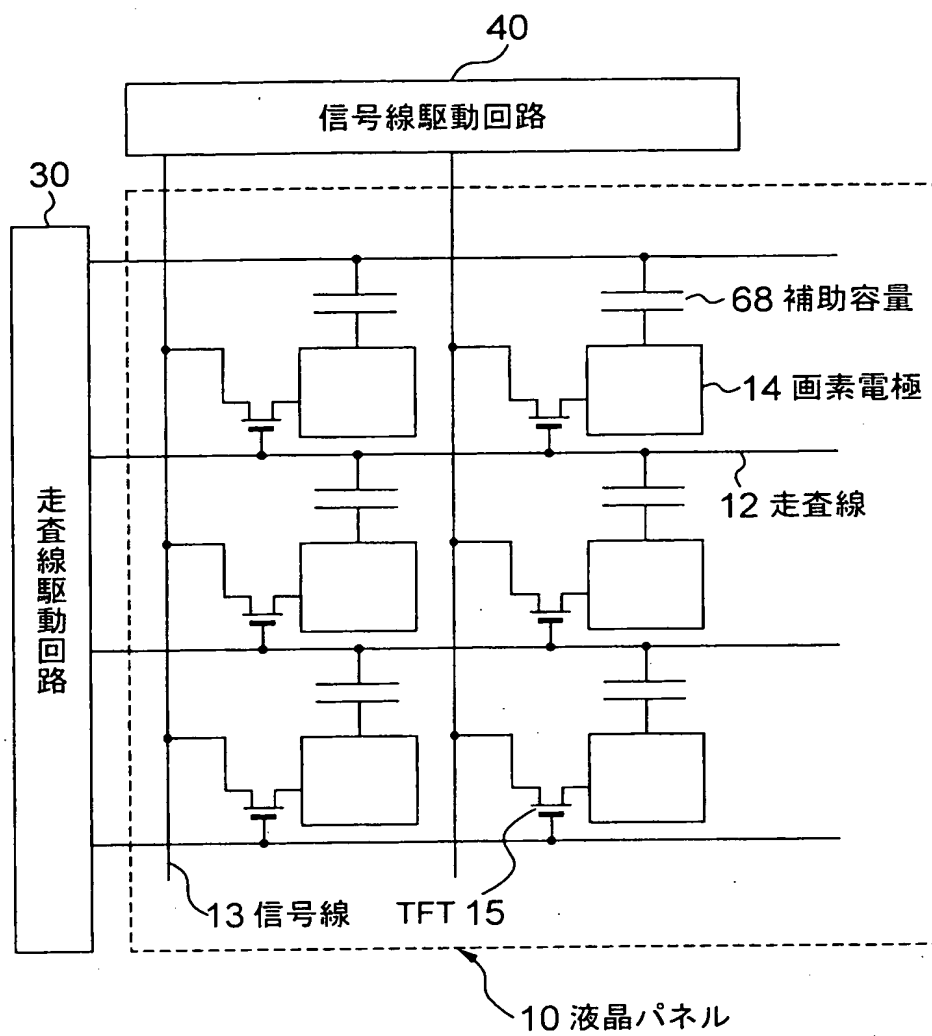 40
信号線駆動回路
30
68 補助容量
14 画素電極
12 走査線
走査線駆動回路
13 信号線
TFT 15
10 液晶パネル